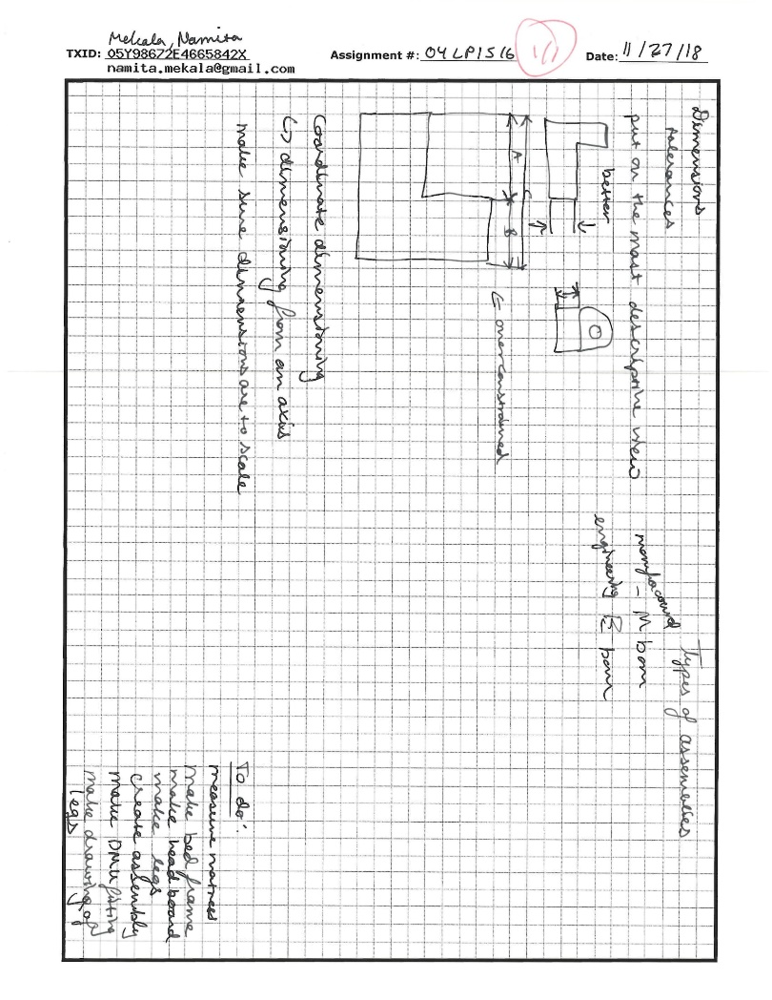 Mekala, Namita
TXID: 05Y98672E4665842X
namita.mekala@gmail.com
Assignment #: 04LP1516
1/1
Date: 11/27/18
Dimensions
tolerances
put on the most descriptive view
better
A
C
B
← overconstrained
Coordinate dimensioning
↳ dimensioning from an axis
make sure dimensions are to scale
Types of assemblies
- M bom
engineering E bom
To do:
measure matress
make bed frame
make headboard
make legs
create assembly
make DMU fitting
make drawing of
legs